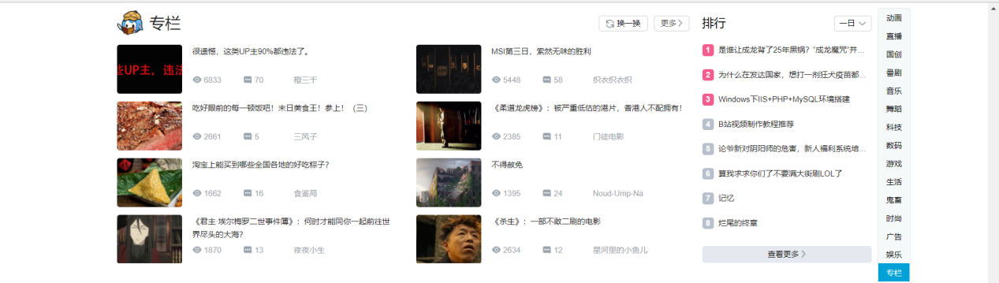 专栏
换一换
更多
些UP主，违法
很遗憾，这类UP主90%都违法了。
6833 70 橙三千
MSI第三日，索然无味的胜利
5448 58 织衣织衣织
吃好眼前的每一顿饭吧！末日美食王！参上！（三）
2661 5 三风子
《柔道龙虎榜》：被严重低估的港片，香港人不配拥有！
2385 11 门徒电影
淘宝上能买到哪些全国各地的好吃粽子？
1662 16 食鉴局
不得赦免
1395 24 Noud-Ump-Na
《君主·埃尔梅罗二世事件簿》：何时才能同你一起前往世
界尽头的大海？
1870 13 夜夜小生
《杀生》：一部不敢二刷的电影
2634 12 星河里的小鱼儿
排行
一日
1 是谁让成龙背了25年黑锅？“成龙魔咒”并...
2 为什么在发达国家，想打一剂狂犬疫苗都...
3 Windows下IIS+PHP+MySQL环境搭建
4 B站视频制作教程推荐
5 论爷新对阴阳师的危害，新人福利系统培...
6 算我求求你们了不要满大街刷LOL了
7 记忆
8 烂尾的终章
查看更多
动画
直播
国创
番剧
音乐
舞蹈
科技
数码
游戏
生活
鬼畜
时尚
广告
娱乐
专栏